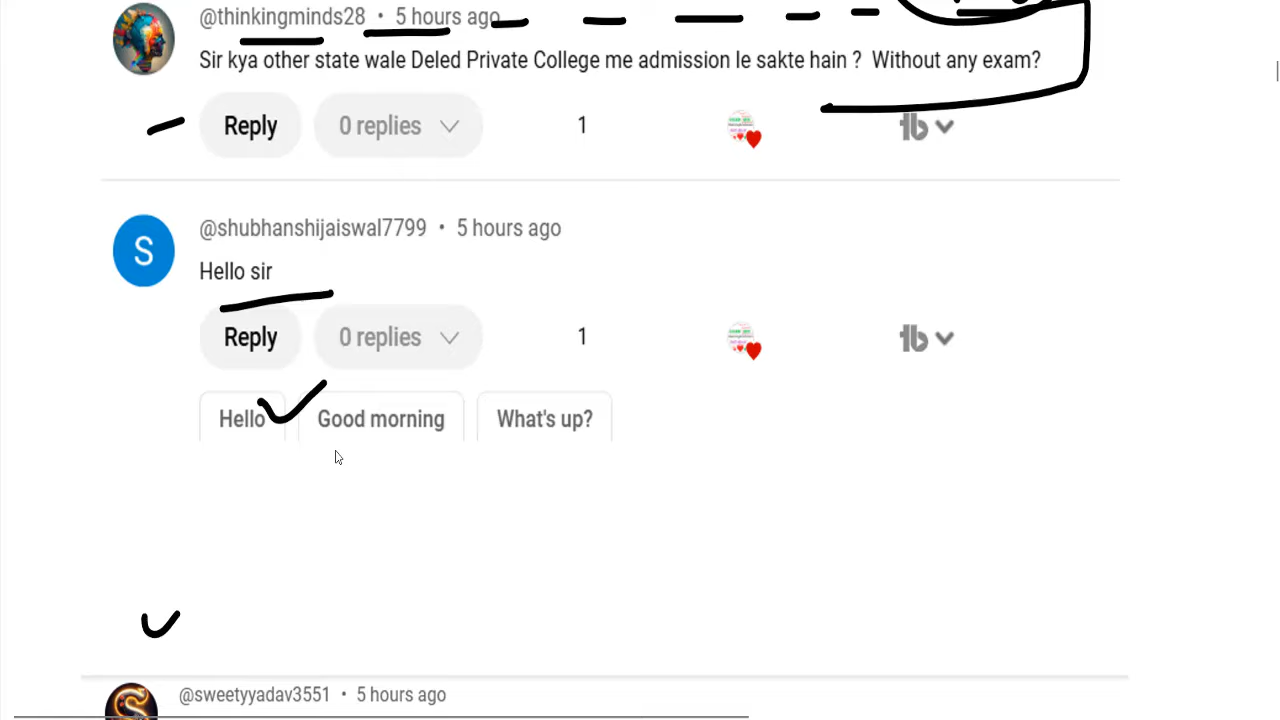 @thinkingminds28 • 5 hours ago
Sir kya other state wale Deled Private College me admission le sakte hain ? Without any exam?
Reply 0 replies 1
@shubhanshijaiswal7799 • 5 hours ago
S
Hello sir
Reply 0 replies 1
Hello Good morning What's up?
@sweetyyadav3551 • 5 hours ago